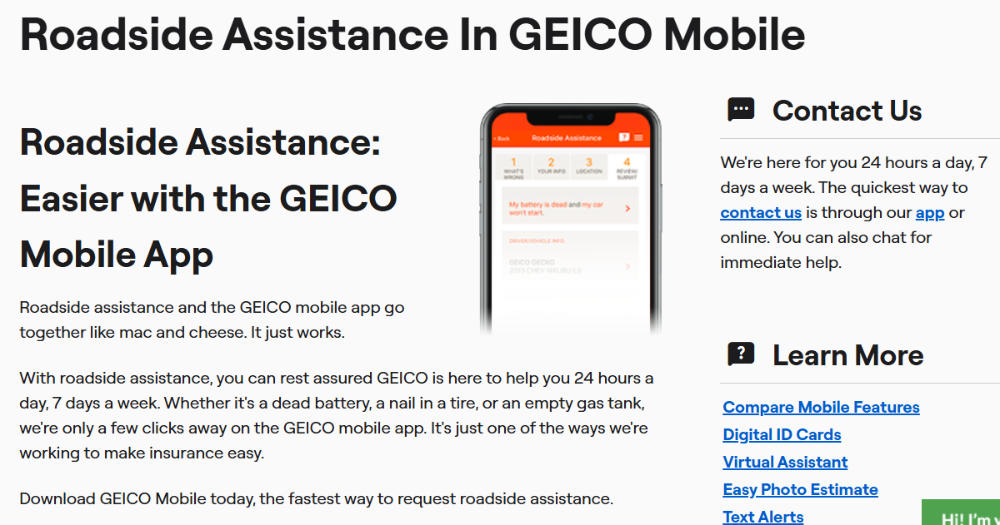 Roadside Assistance In GEICO Mobile
Roadside Assistance:
Easier with the GEICO
Mobile App
Roadside assistance and the GEICO mobile app go
together like mac and cheese. It just works.
With roadside assistance, you can rest assured GEICO is here to help you 24 hours a
day, 7 days a week. Whether it's a dead battery, a nail in a tire, or an empty gas tank,
we're only a few clicks away on the GEICO mobile app. It's just one of the ways we're
working to make insurance easy.
Download GEICO Mobile today, the fastest way to request roadside assistance.
< Back Roadside Assistance ?
1 2 3 4
WHAT'S WRONG YOUR INFO LOCATION REVIEW/ SUBMIT
My battery is dead and my car
won't start.
DRIVER/VEHICLE INFO
GEICO GECKO
2013 CHEV MALIBU LS
Contact Us
We're here for you 24 hours a day, 7
days a week. The quickest way to
contact us is through our app or
online. You can also chat for
immediate help.
? Learn More
Compare Mobile Features
Digital ID Cards
Virtual Assistant
Easy Photo Estimate
Text Alerts
Hi! I'm